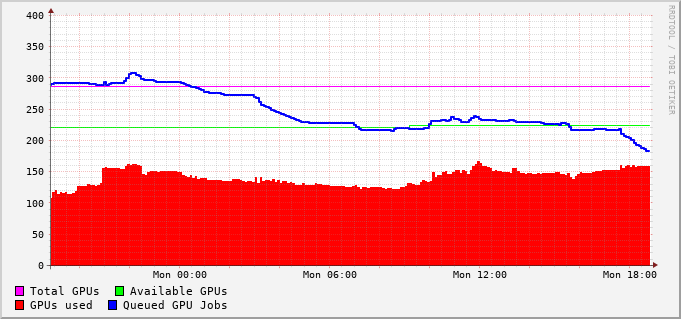 RRDTOOL / TOBI OETIKER
400
350
300
250
200
150
100
50
0
Mon 00:00 Mon 06:00 Mon 12:00 Mon 18:00
Total GPUs Available GPUs
GPUs used Queued GPU Jobs